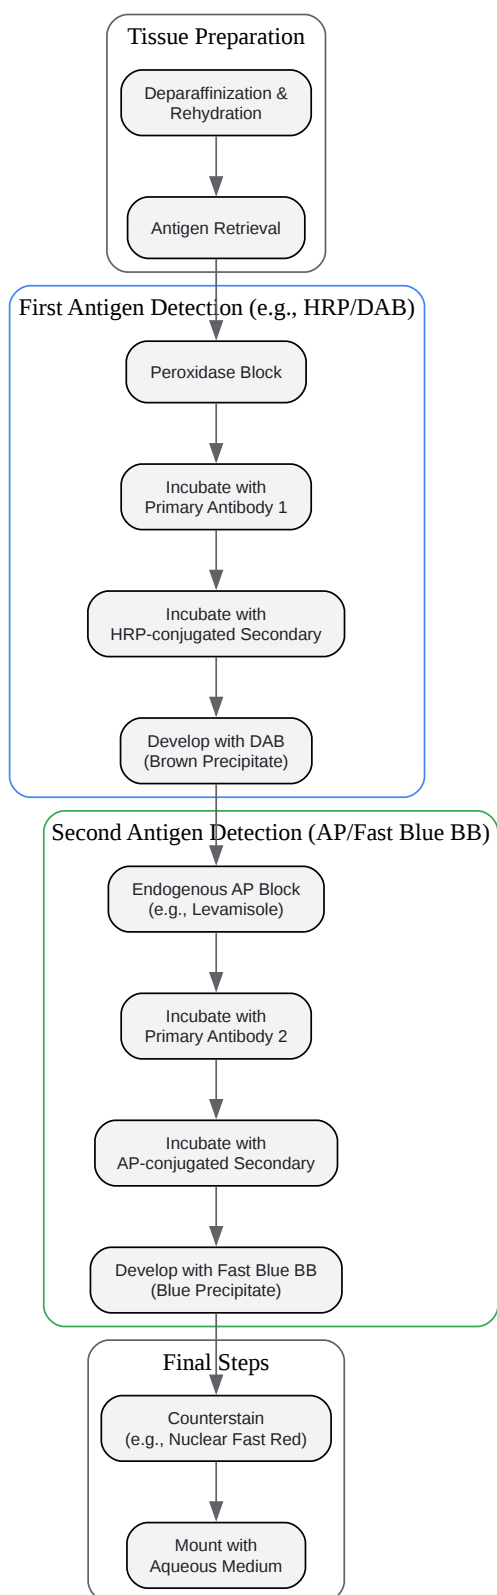 Tissue Preparation
Deparaffinization &
Rehydration
Antigen Retrieval
First Antigen Detection (e.g., HRP/DAB)
Peroxidase Block
Incubate with
Primary Antibody 1
Incubate with
HRP-conjugated Secondary
Develop with DAB
(Brown Precipitate)
Second Antigen Detection (AP/Fast Blue BB)
Endogenous AP Block
(e.g., Levamisole)
Incubate with
Primary Antibody 2
Incubate with
AP-conjugated Secondary
Develop with Fast Blue BB
(Blue Precipitate)
Final Steps
Counterstain
(e.g., Nuclear Fast Red)
Mount with
Aqueous Medium